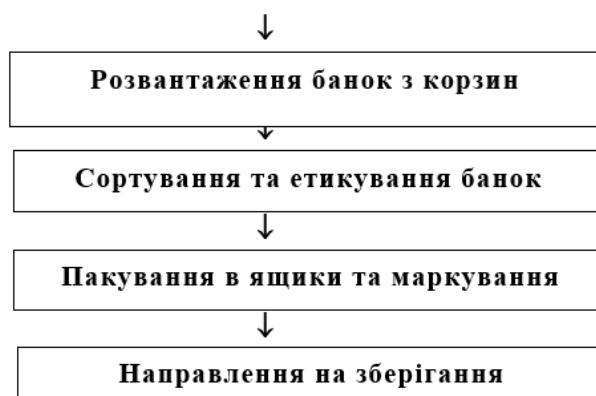 Розвантаження банок з корзин
Сортування та етикування банок
Пакування в ящики та маркування
Направлення на зберігання